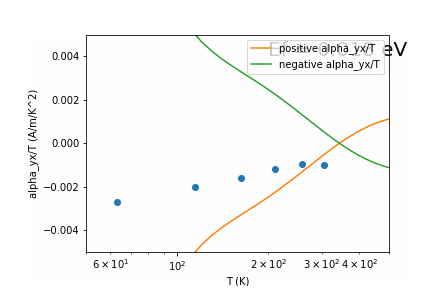 eV
positive alpha_yx/T
negative alpha_yx/T
0.004
0.002
0.000
−0.002
−0.004
alpha_yx/T (A/m/K^2)
6 × 10¹
10²
2 × 10²
3 × 10²
4 × 10²
T (K)